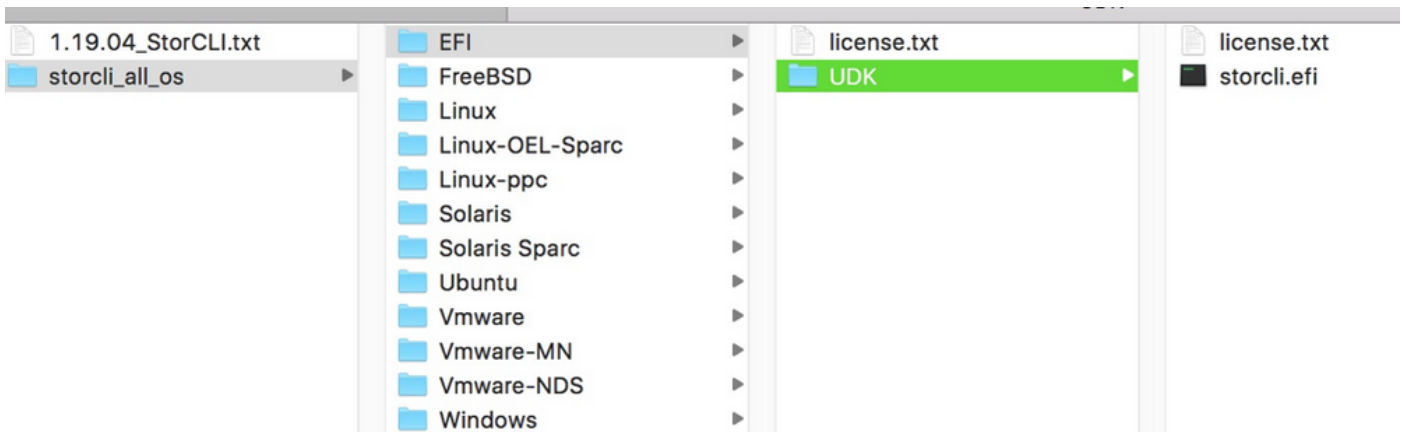 1.19.04_StorCLI.txt
storcli_all_os
EFI
FreeBSD
Linux
Linux-OEL-Sparc
Linux-ppc
Solaris
Solaris Sparc
Ubuntu
Vmware
Vmware-MN
Vmware-NDS
Windows
license.txt
UDK
license.txt
storcli.efi